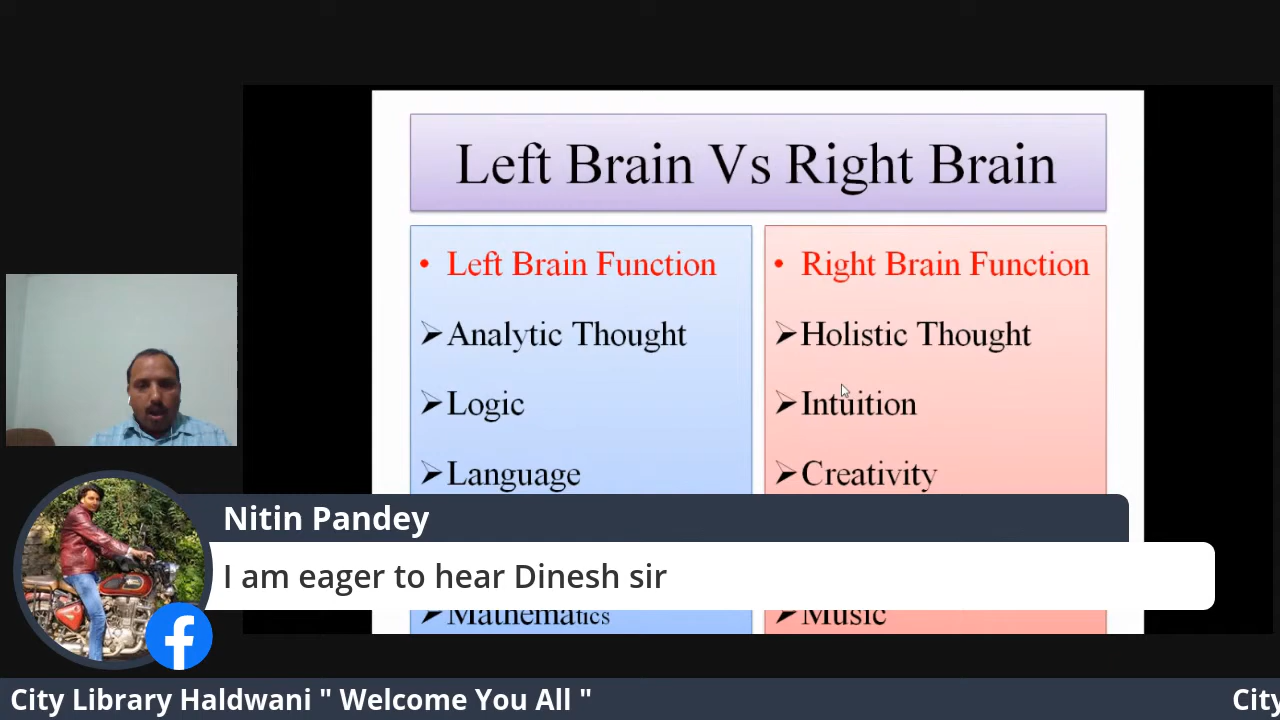 Left Brain Vs Right Brain
• Left Brain Function
➢ Analytic Thought
➢ Logic
➢ Language
➢ Mathematics
• Right Brain Function
➢ Holistic Thought
➢ Intuition
➢ Creativity
➢ Music
Nitin Pandey
I am eager to hear Dinesh sir
City Library Haldwani " Welcome You All "
City